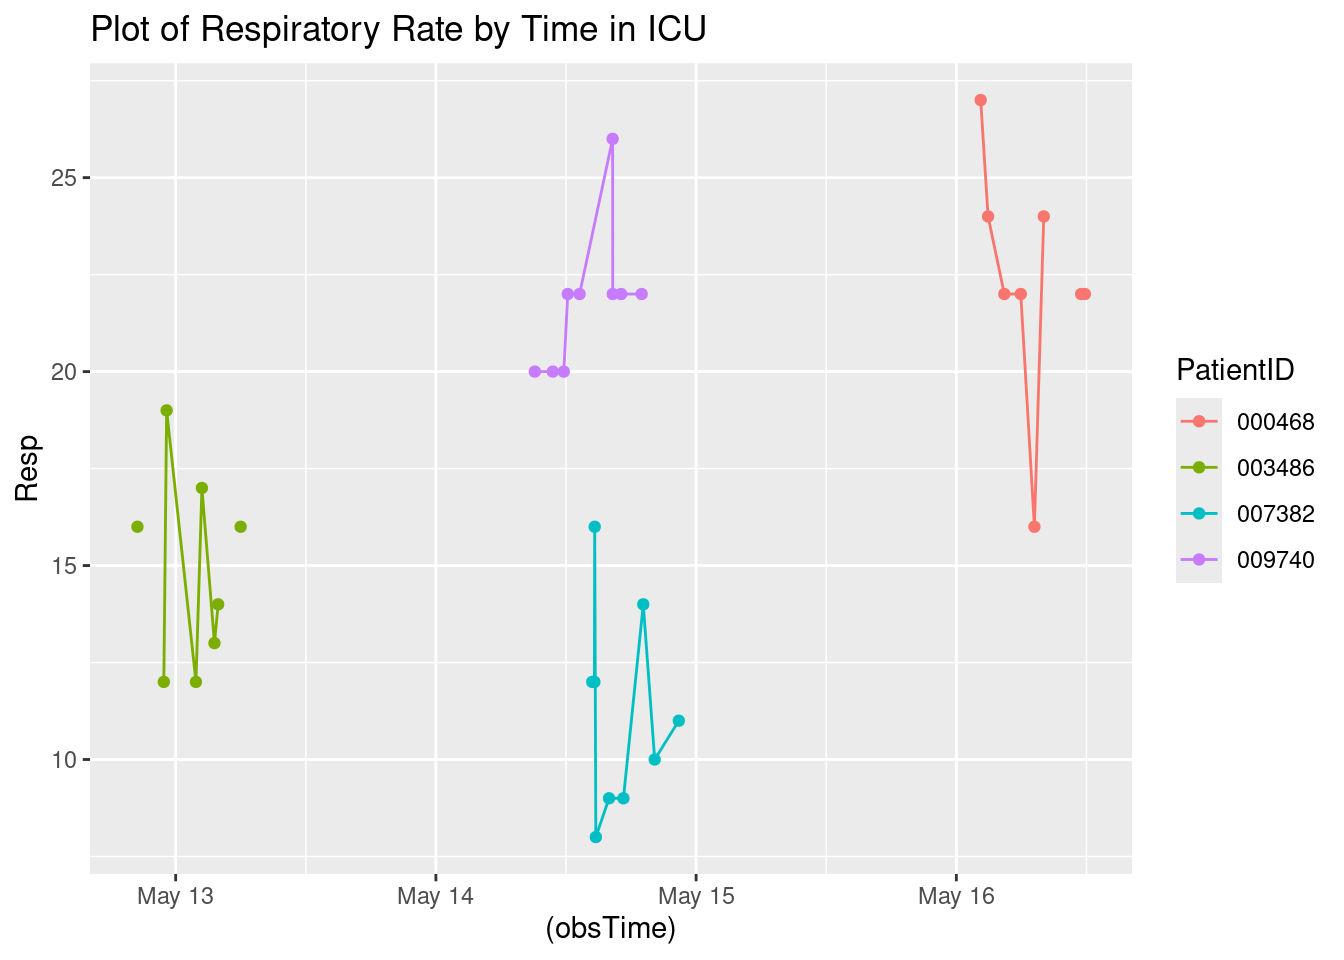 Plot of Respiratory Rate by Time in ICU
25
20
15
10
Resp
May 13
May 14
May 15
May 16
(obsTime)
PatientID
000468
003486
007382
009740